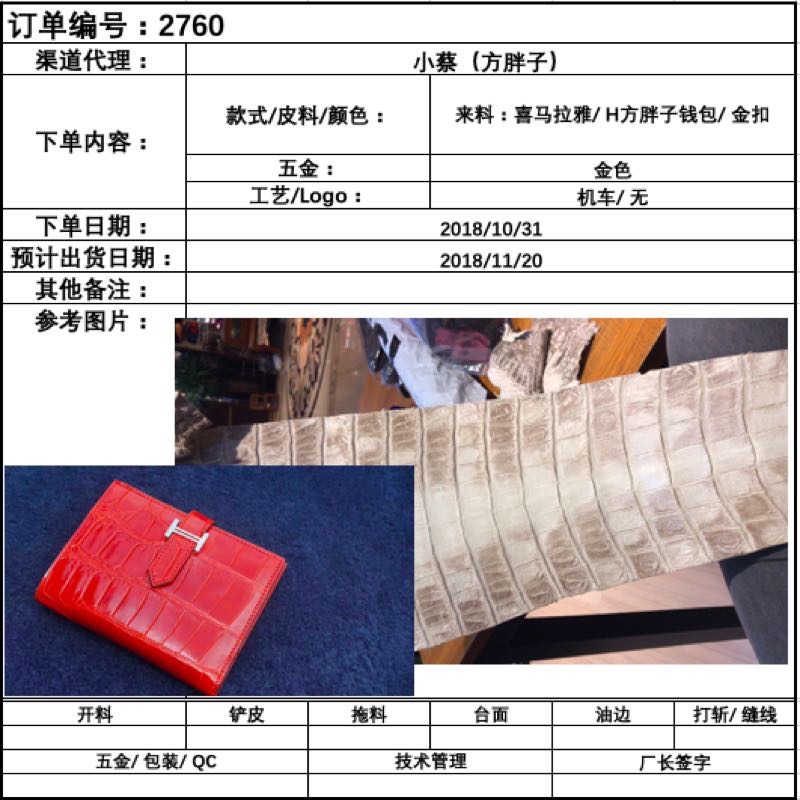 订单编号：2760
渠道代理：
小蔡（方胖子）
下单内容：
款式/皮料/颜色：
来料：喜马拉雅/ H方胖子钱包/ 金扣
五金：
金色
工艺/Logo：
机车/ 无
下单日期：
2018/10/31
预计出货日期：
2018/11/20
其他备注：
参考图片：
开料
铲皮
拖料
台面
油边
打斩/ 缝线
五金/ 包装/ QC
技术管理
厂长签字